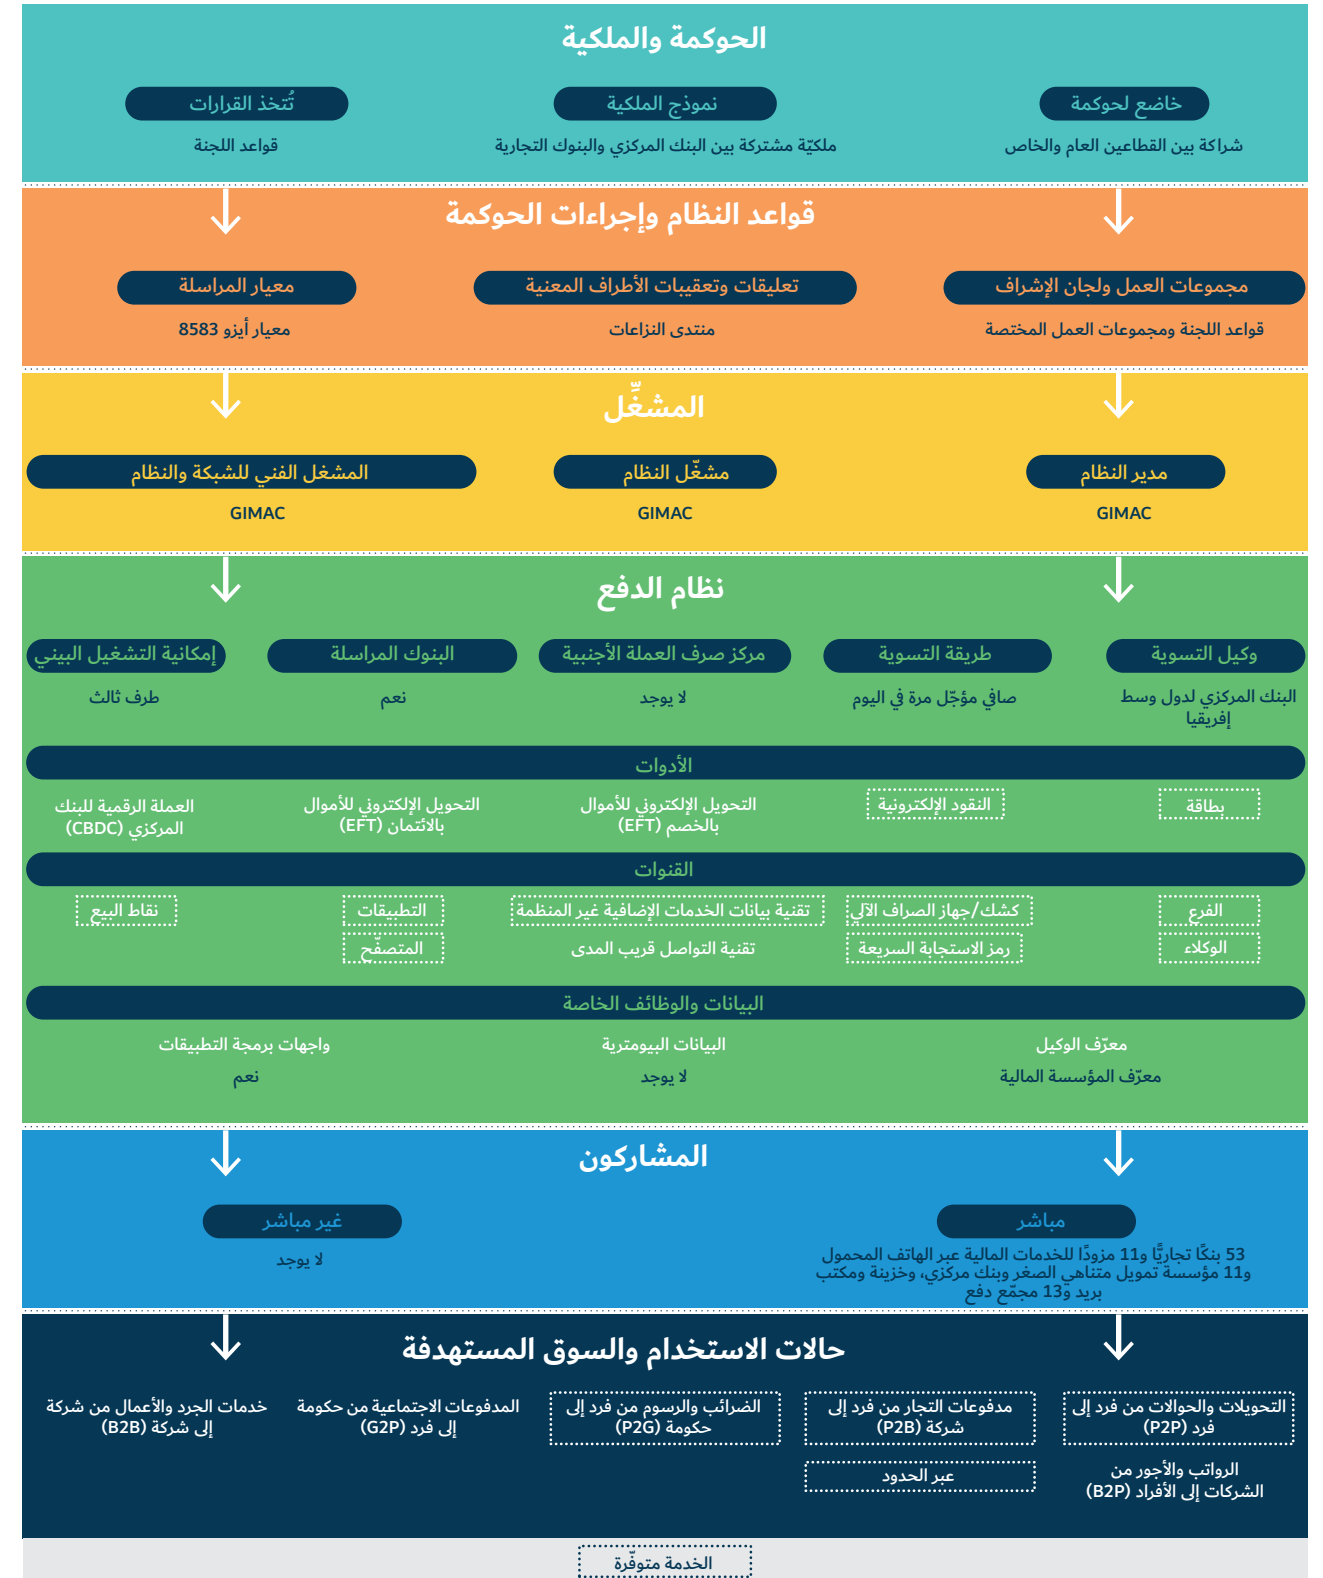 الحوكمة والملكية
خاضع لحوكمة
شراكة بين القطاعين العام والخاص
نموذج الملكية
ملكيّة مشتركة بين البنك المركزي والبنوك التجارية
تُتخذ القرارات
قواعد اللجنة
قواعد النظام وإجراءات الحوكمة
مجموعات العمل ولجان الإشراف
قواعد اللجنة ومجموعات العمل المختصة
تعليقات وتعقيبات الأطراف المعنية
منتدى النزاعات
معيار المراسلة
معيار أيزو 8583
المشغِّل
مدير النظام
GIMAC
مشغّل النظام
GIMAC
المشغل الفني للشبكة والنظام
GIMAC
نظام الدفع
وكيل التسوية
البنك المركزي لدول وسط
إفريقيا
طريقة التسوية
صافي مؤجّل مرة في اليوم
مركز صرف العملة الأجنبية
لا يوجد
البنوك المراسلة
نعم
إمكانية التشغيل البيني
طرف ثالث
الأدوات
بطاقة
النقود الإلكترونية
التحويل الإلكتروني للأموال
بالخصم (EFT)
التحويل الإلكتروني للأموال
بالائتمان (EFT)
العملة الرقمية للبنك
المركزي (CBDC)
القنوات
الفرع
كشك/جهاز الصراف الآلي
تقنية بيانات الخدمات الإضافية غير المنظمة
التطبيقات
نقاط البيع
الوكلاء
رمز الاستجابة السريعة
تقنية التواصل قريب المدى
المتصفّح
البيانات والوظائف الخاصة
معرّف الوكيل
معرّف المؤسسة المالية
البيانات البيومترية
لا يوجد
واجهات برمجة التطبيقات
نعم
المشاركون
مباشر
53 بنكًا تجاريًّا و11 مزودًا للخدمات المالية عبر الهاتف المحمول
و11 مؤسسة تمويل متناهي الصغر وبنك مركزي، وخزينة ومكتب
بريد و13 مجمّع دفع
غير مباشر
لا يوجد
حالات الاستخدام والسوق المستهدفة
التحويلات والحوالات من فرد إلى
فرد (P2P)
مدفوعات التجار من فرد إلى
شركة (P2B)
الضرائب والرسوم من فرد إلى
حكومة (P2G)
المدفوعات الاجتماعية من حكومة
إلى فرد (G2P)
خدمات الجرد والأعمال من شركة
إلى شركة (B2B)
الرواتب والأجور من
الشركات إلى الأفراد (B2P)
عبر الحدود
الخدمة متوفّرة